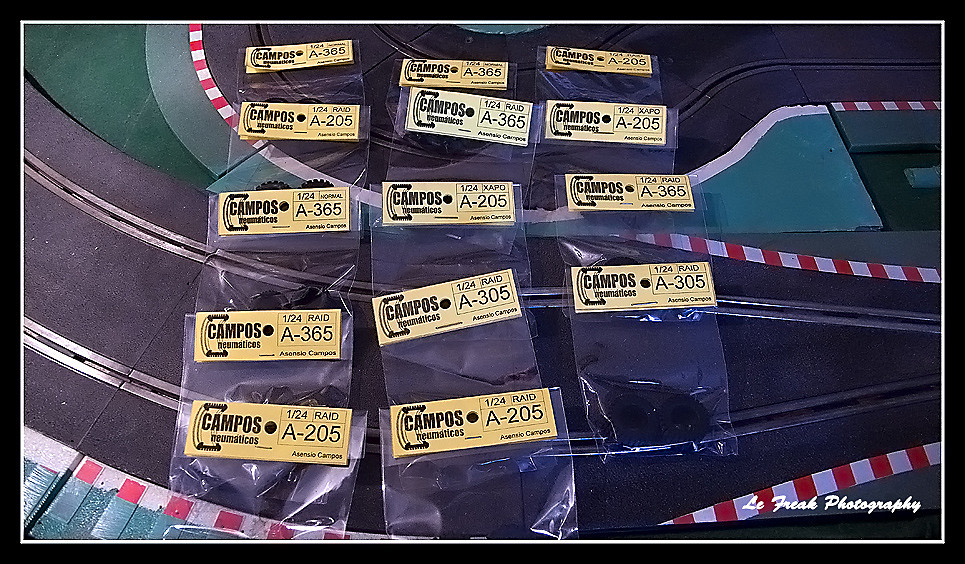 CAMPOS
neumáticos
1/24 NORMAL
A-365
Asensio Campos
CAMPOS
neumáticos
1/24 NORMAL
A-365
Asensio Campos
CAMPOS
neumáticos
1/24 RAID
A-205
Asensio Campos
CAMPOS
neumáticos
1/24 RAID
A-205
Asensio Campos
CAMPOS
neumáticos
1/24 RAID
A-365
Asensio Campos
CAMPOS
neumáticos
1/24 XAPO
A-205
Asensio Campos
CAMPOS
neumáticos
1/24 NORMAL
A-365
Asensio Campos
CAMPOS
neumáticos
1/24 XAPO
A-205
Asensio Campos
CAMPOS
neumáticos
1/24 RAID
A-365
Asensio Campos
CAMPOS
neumáticos
1/24 RAID
A-365
Asensio Campos
CAMPOS
neumáticos
1/24 RAID
A-305
Asensio Campos
CAMPOS
neumáticos
1/24 RAID
A-305
Asensio Campos
CAMPOS
neumáticos
1/24 RAID
A-205
Asensio Campos
CAMPOS
neumáticos
1/24 RAID
A-205
Asensio Campos
Le Freak Photography